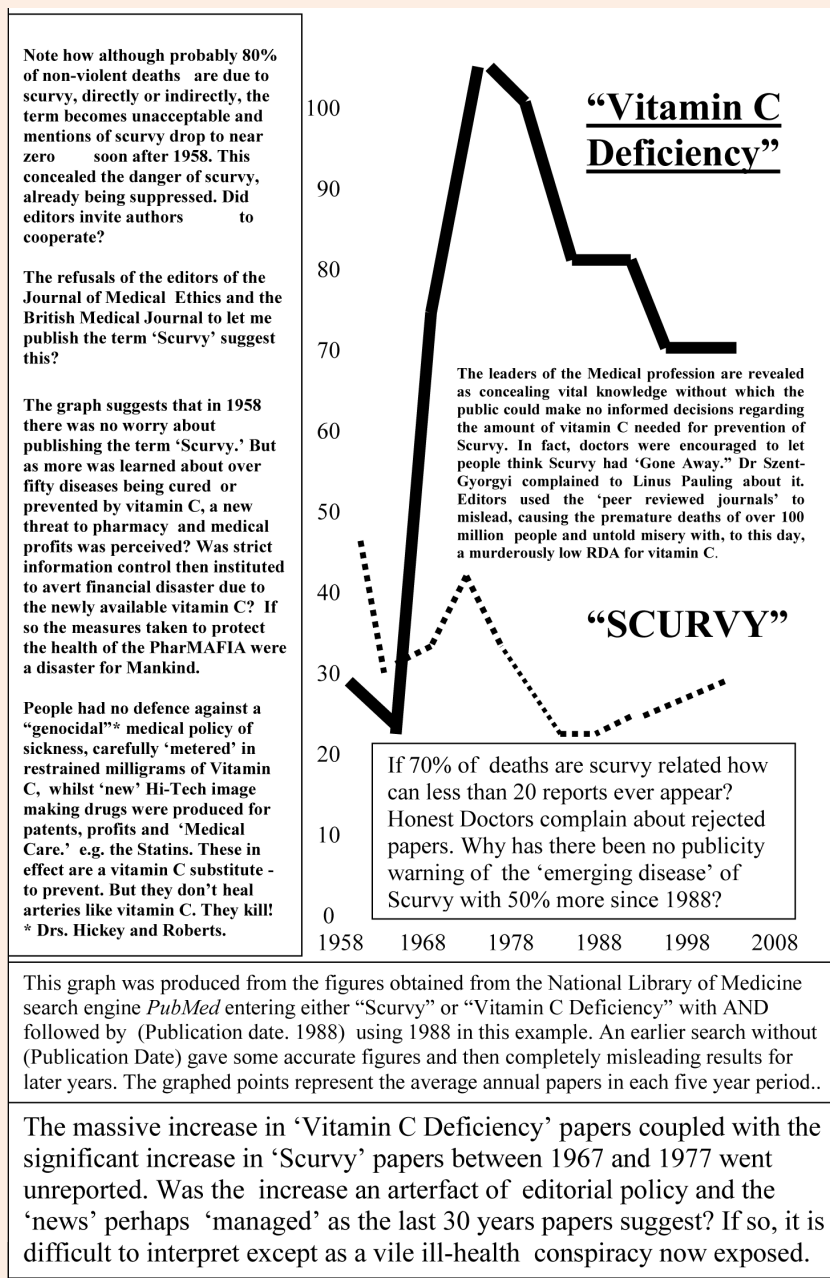 Note how although probably 80%
of non-violent deaths are due to
scurvy, directly or indirectly, the
term becomes unacceptable and
mentions of scurvy drop to near
zero soon after 1958. This
concealed the danger of scurvy,
already being suppressed. Did
editors invite authors to
cooperate?
The refusals of the editors of the
Journal of Medical Ethics and the
British Medical Journal to let me
publish the term ‘Scurvy’ suggest
this?
The graph suggests that in 1958
there was no worry about
publishing the term ‘Scurvy.’ But
as more was learned about over
fifty diseases being cured or
prevented by vitamin C, a new
threat to pharmacy and medical
profits was perceived? Was strict
information control then instituted
to avert financial disaster due to
the newly available vitamin C? If
so the measures taken to protect
the health of the PharMAFIA were
a disaster for Mankind.
People had no defence against a
“genocidal”* medical policy of
sickness, carefully ‘metered’ in
restrained milligrams of Vitamin
C, whilst ‘new’ Hi-Tech image
making drugs were produced for
patents, profits and ‘Medical
Care.’ e.g. the Statins. These in
effect are a vitamin C substitute -
to prevent. But they don’t heal
arteries like vitamin C. They kill!
* Drs. Hickey and Roberts.
100
90
80
70
60
50
40
30
20
10
0
1958 1968 1978 1988 1998 2008
“Vitamin C
Deficiency”
The leaders of the Medical profession are revealed
as concealing vital knowledge without which the
public could make no informed decisions regarding
the amount of vitamin C needed for prevention of
Scurvy. In fact, doctors were encouraged to let
people think Scurvy had ‘Gone Away.” Dr Szent-
Gyorgyi complained to Linus Pauling about it.
Editors used the ‘peer reviewed journals’ to
mislead, causing the premature deaths of over 100
million people and untold misery with, to this day,
a murderously low RDA for vitamin C.
“SCURVY”
If 70% of deaths are scurvy related how
can less than 20 reports ever appear?
Honest Doctors complain about rejected
papers. Why has there been no publicity
warning of the ‘emerging disease’ of
Scurvy with 50% more since 1988?
This graph was produced from the figures obtained from the National Library of Medicine
search engine PubMed entering either “Scurvy” or “Vitamin C Deficiency” with AND
followed by (Publication date. 1988) using 1988 in this example. An earlier search without
(Publication Date) gave some accurate figures and then completely misleading results for
later years. The graphed points represent the average annual papers in each five year period..
The massive increase in ‘Vitamin C Deficiency’ papers coupled with the
significant increase in ‘Scurvy’ papers between 1967 and 1977 went
unreported. Was the increase an arterfact of editorial policy and the
‘news’ perhaps ‘managed’ as the last 30 years papers suggest? If so, it is
difficult to interpret except as a vile ill-health conspiracy now exposed.